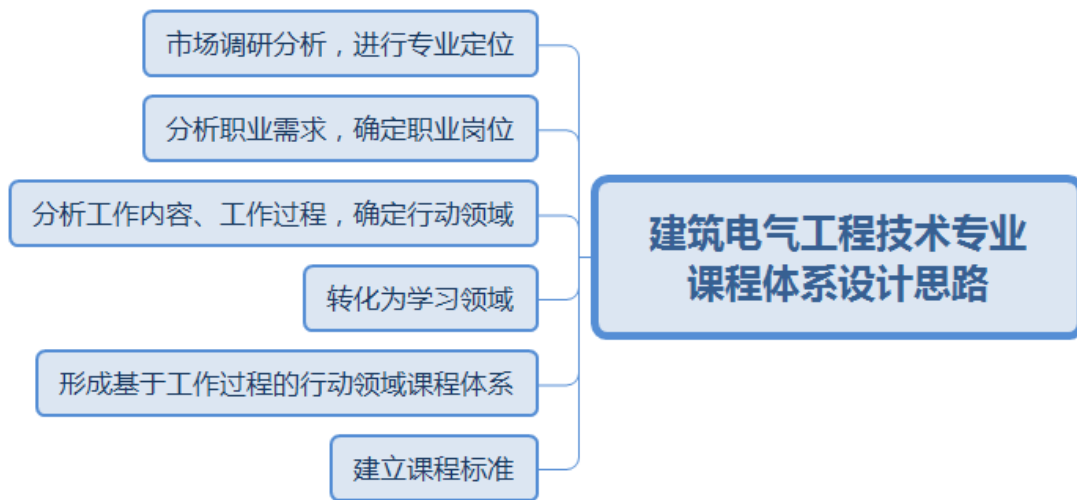 市场调研分析，进行专业定位
分析职业需求，确定职业岗位
分析工作内容、工作过程，确定行动领域
转化为学习领域
形成基于工作过程的行动领域课程体系
建立课程标准
建筑电气工程技术专业
课程体系设计思路